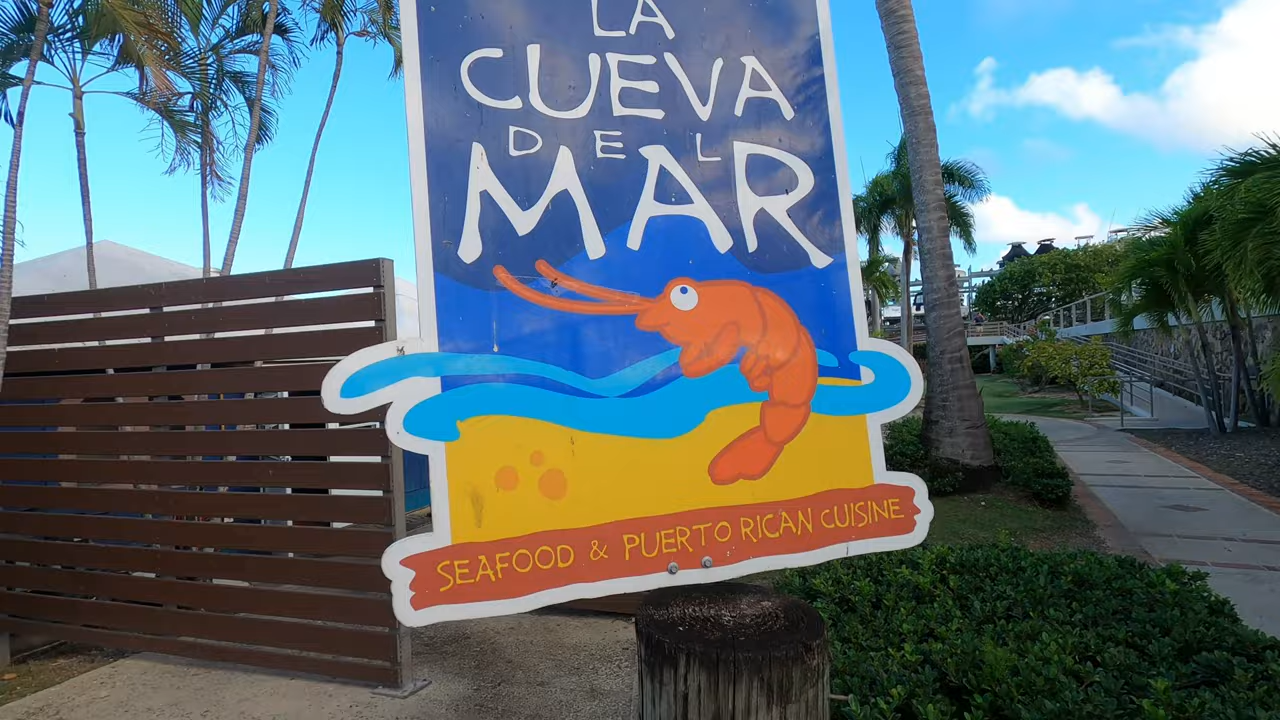 LA
CUEVA
DEL
MAR
SEAFOOD & PUERTO RICAN CUISINE